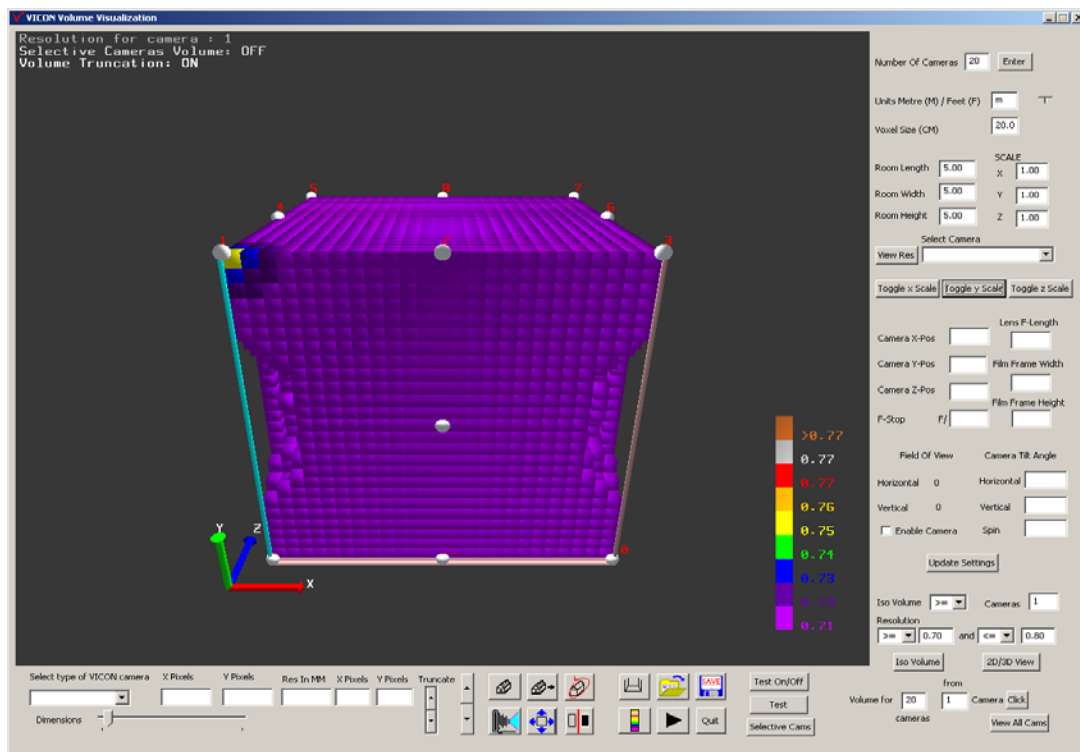 VICON Volume Visualization
Resolution for camera : 1
Selective Cameras Volume: OFF
Volume Truncation: ON
Number Of Cameras 20 Enter
Units Metre (M) / Feet (F) m
Voxel Size (CM) 20.0
SCALE
Room Length 5.00 X 1.00
Room Width 5.00 Y 1.00
Room Height 5.00 Z 1.00
Select Camera
View Res
Toggle x Scale Toggle y Scale Toggle z Scale
Lens F-Length
Camera X-Pos
Camera Y-Pos Film Frame Width
Camera Z-Pos
Film Frame Height
F-Stop F/
Field Of View Camera Tilt Angle
Horizontal 0 Horizontal
Vertical 0 Vertical
Enable Camera Spin
Update Settings
Iso Volume >= Cameras 1
Resolution
>= 0.70 and <= 0.80
Iso Volume 2D/3D View
from
Volume for 20 1 Camera Click
cameras View All Cams
4 6
1 3
0
Y Z
X
>0.77
0.77
0.77
0.76
0.75
0.74
0.73
0.71
Select type of VICON camera X Pixels Y Pixels Res In MM X Pixels Y Pixels Truncate
Dimensions
SAVE
Quit
Test On/Off
Test
Selective Cams